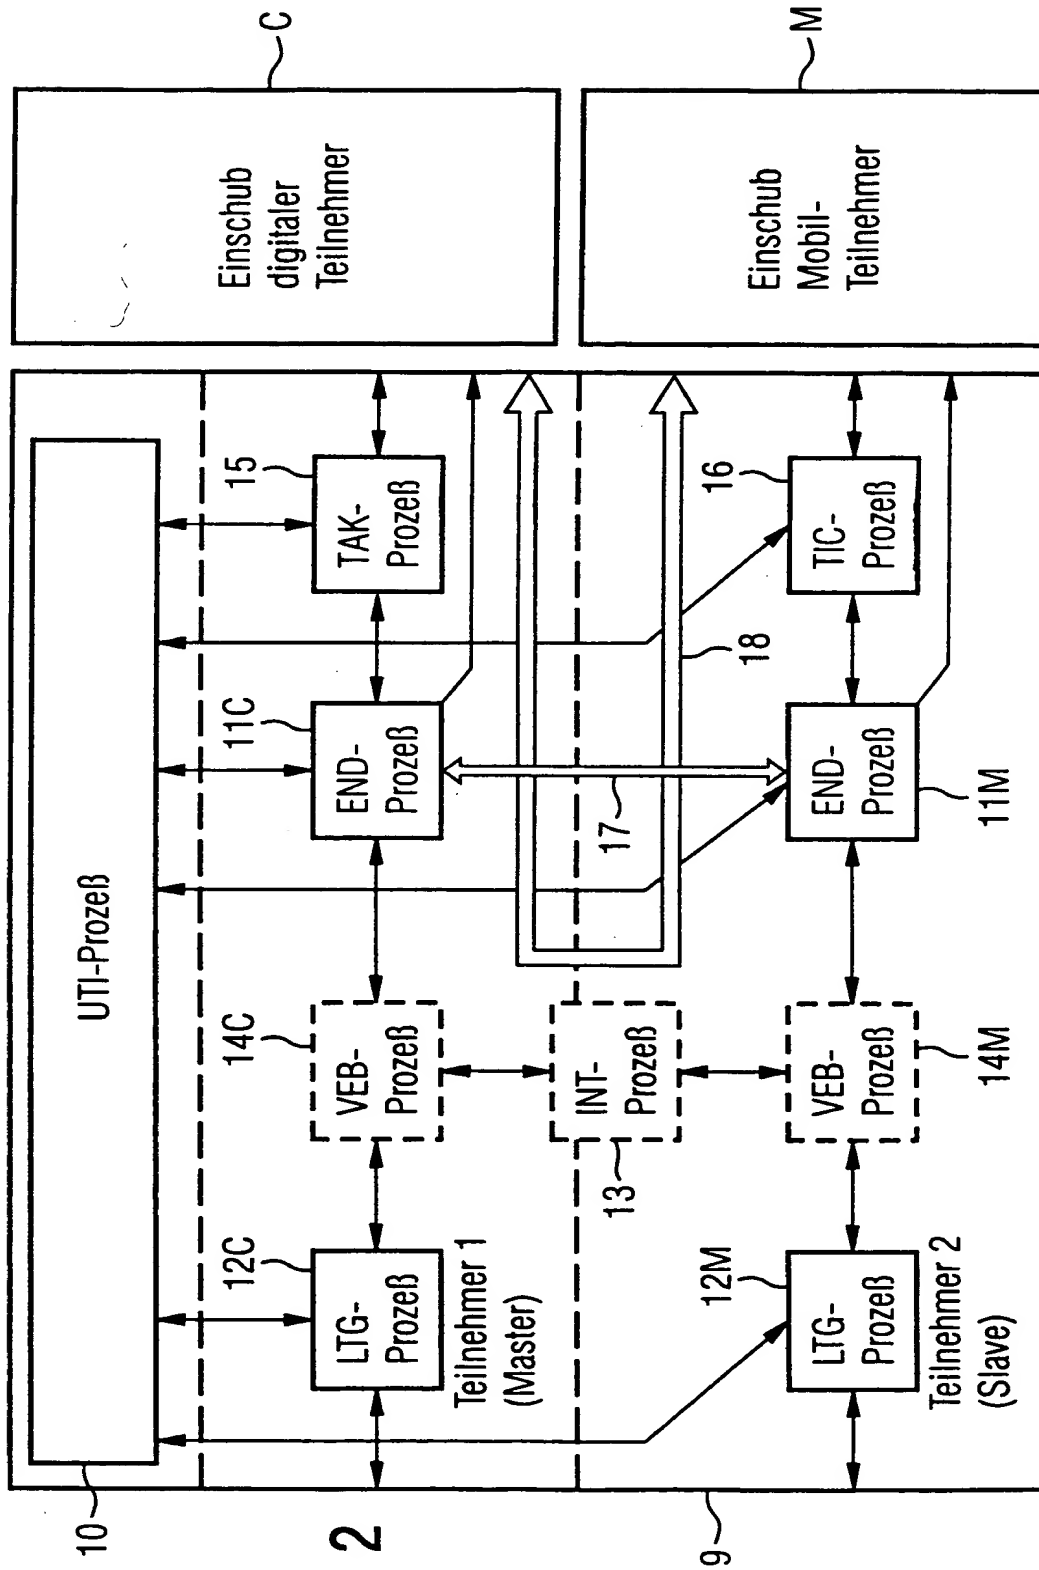 UTI-Prozeß
10
2
9
12C
LTG-
Prozeß
Teilnehmer 1
(Master)
14C
VEB-
Prozeß
11C
END-
Prozeß
15
TAK-
Prozeß
13
INT-
Prozeß
17
18
12M
LTG-
Prozeß
Teilnehmer 2
(Slave)
VEB-
Prozeß
14M
END-
Prozeß
11M
16
TIC-
Prozeß
Einschub
digitaler
Teilnehmer
C
Einschub
Mobil-
Teilnehmer
M